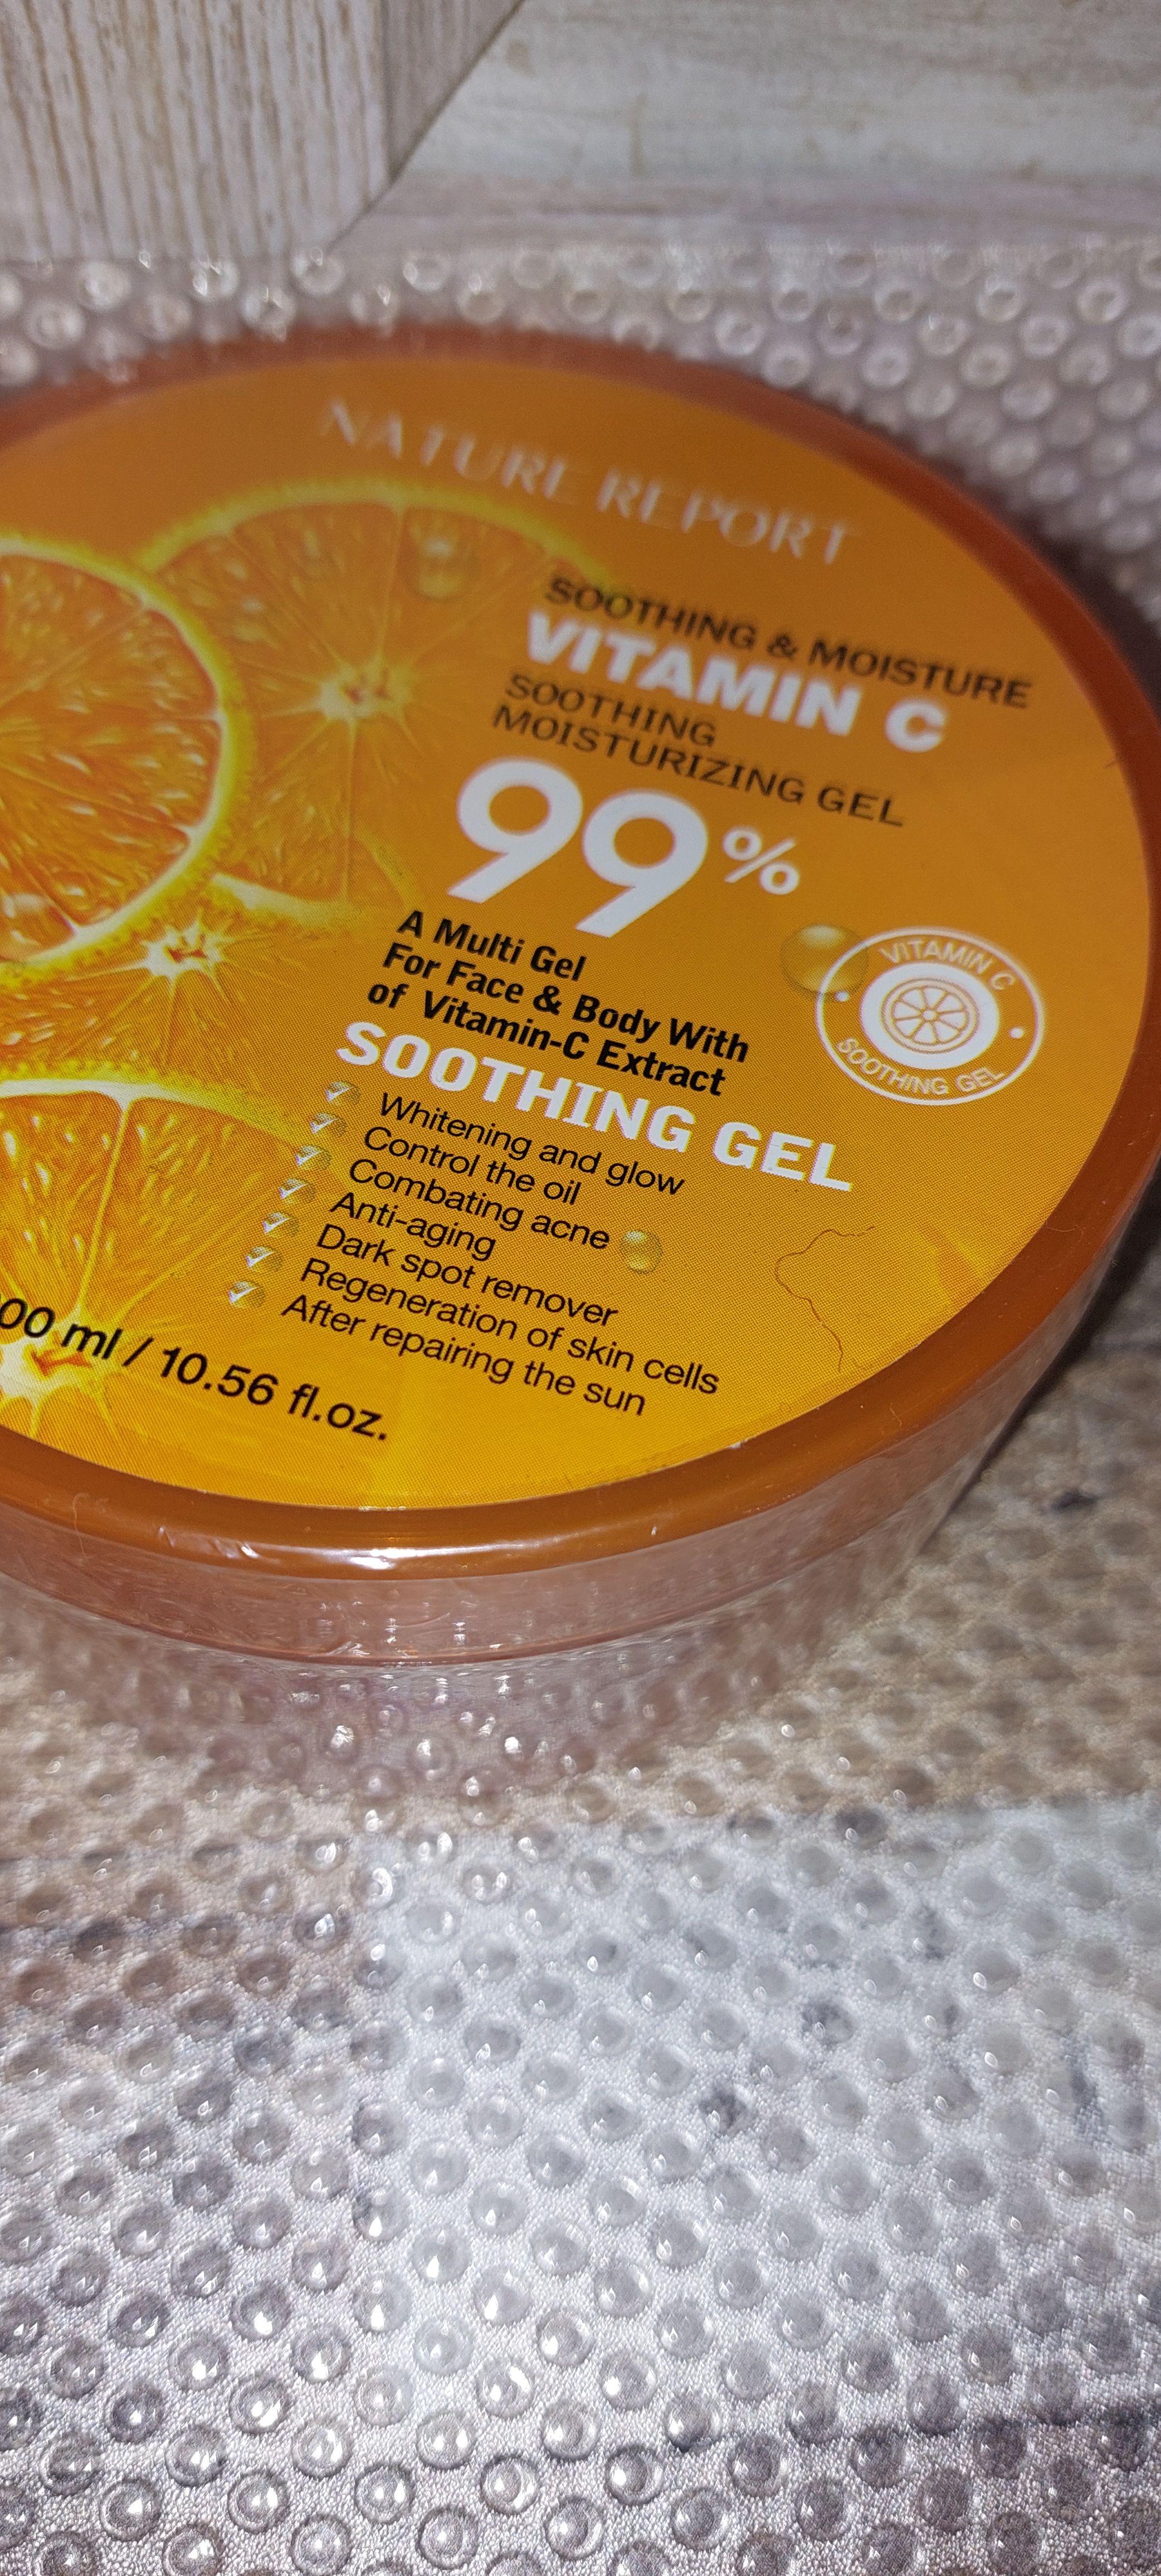 NATURE REPORT
SOOTHING & MOISTURE
VITAMIN C
SOOTHING
MOISTURIZING GEL
99%
A Multi Gel
For Face & Body With
of Vitamin-C Extract
SOOTHING GEL
Whitening and glow
Control the oil
Combating acne
Anti-aging
Dark spot remover
Regeneration of skin cells
After repairing the sun
00 ml / 10.56 fl.oz.
VITAMIN C
SOOTHING GEL